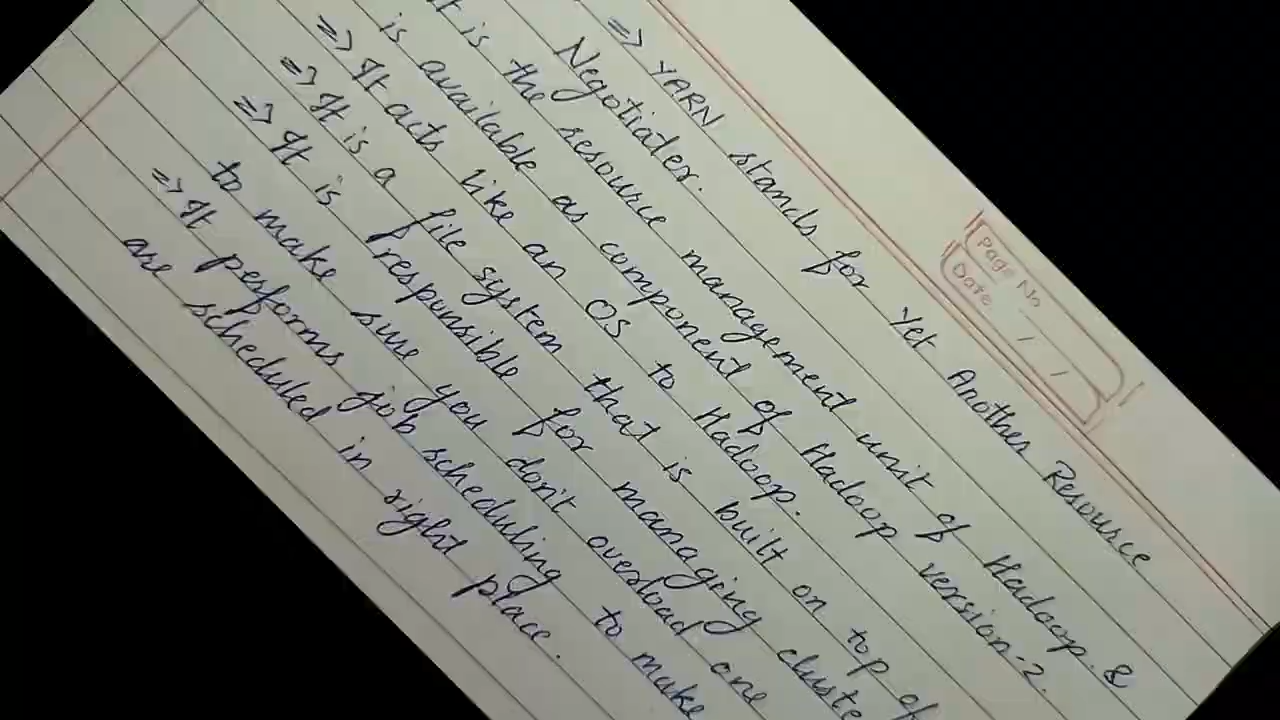 Page No
Date / /
=> YARN stands for Yet Another Resource
Negotiater.
is the resource management unit of Hadoop. &
is available as component of Hadoop version-2.
=> It acts like an OS to Hadoop.
=> It is a file system that is built on top of
=> It is responsible for managing cluste
to make sure you don't overload one
=> It performs job scheduling to make
are scheduled in right place.